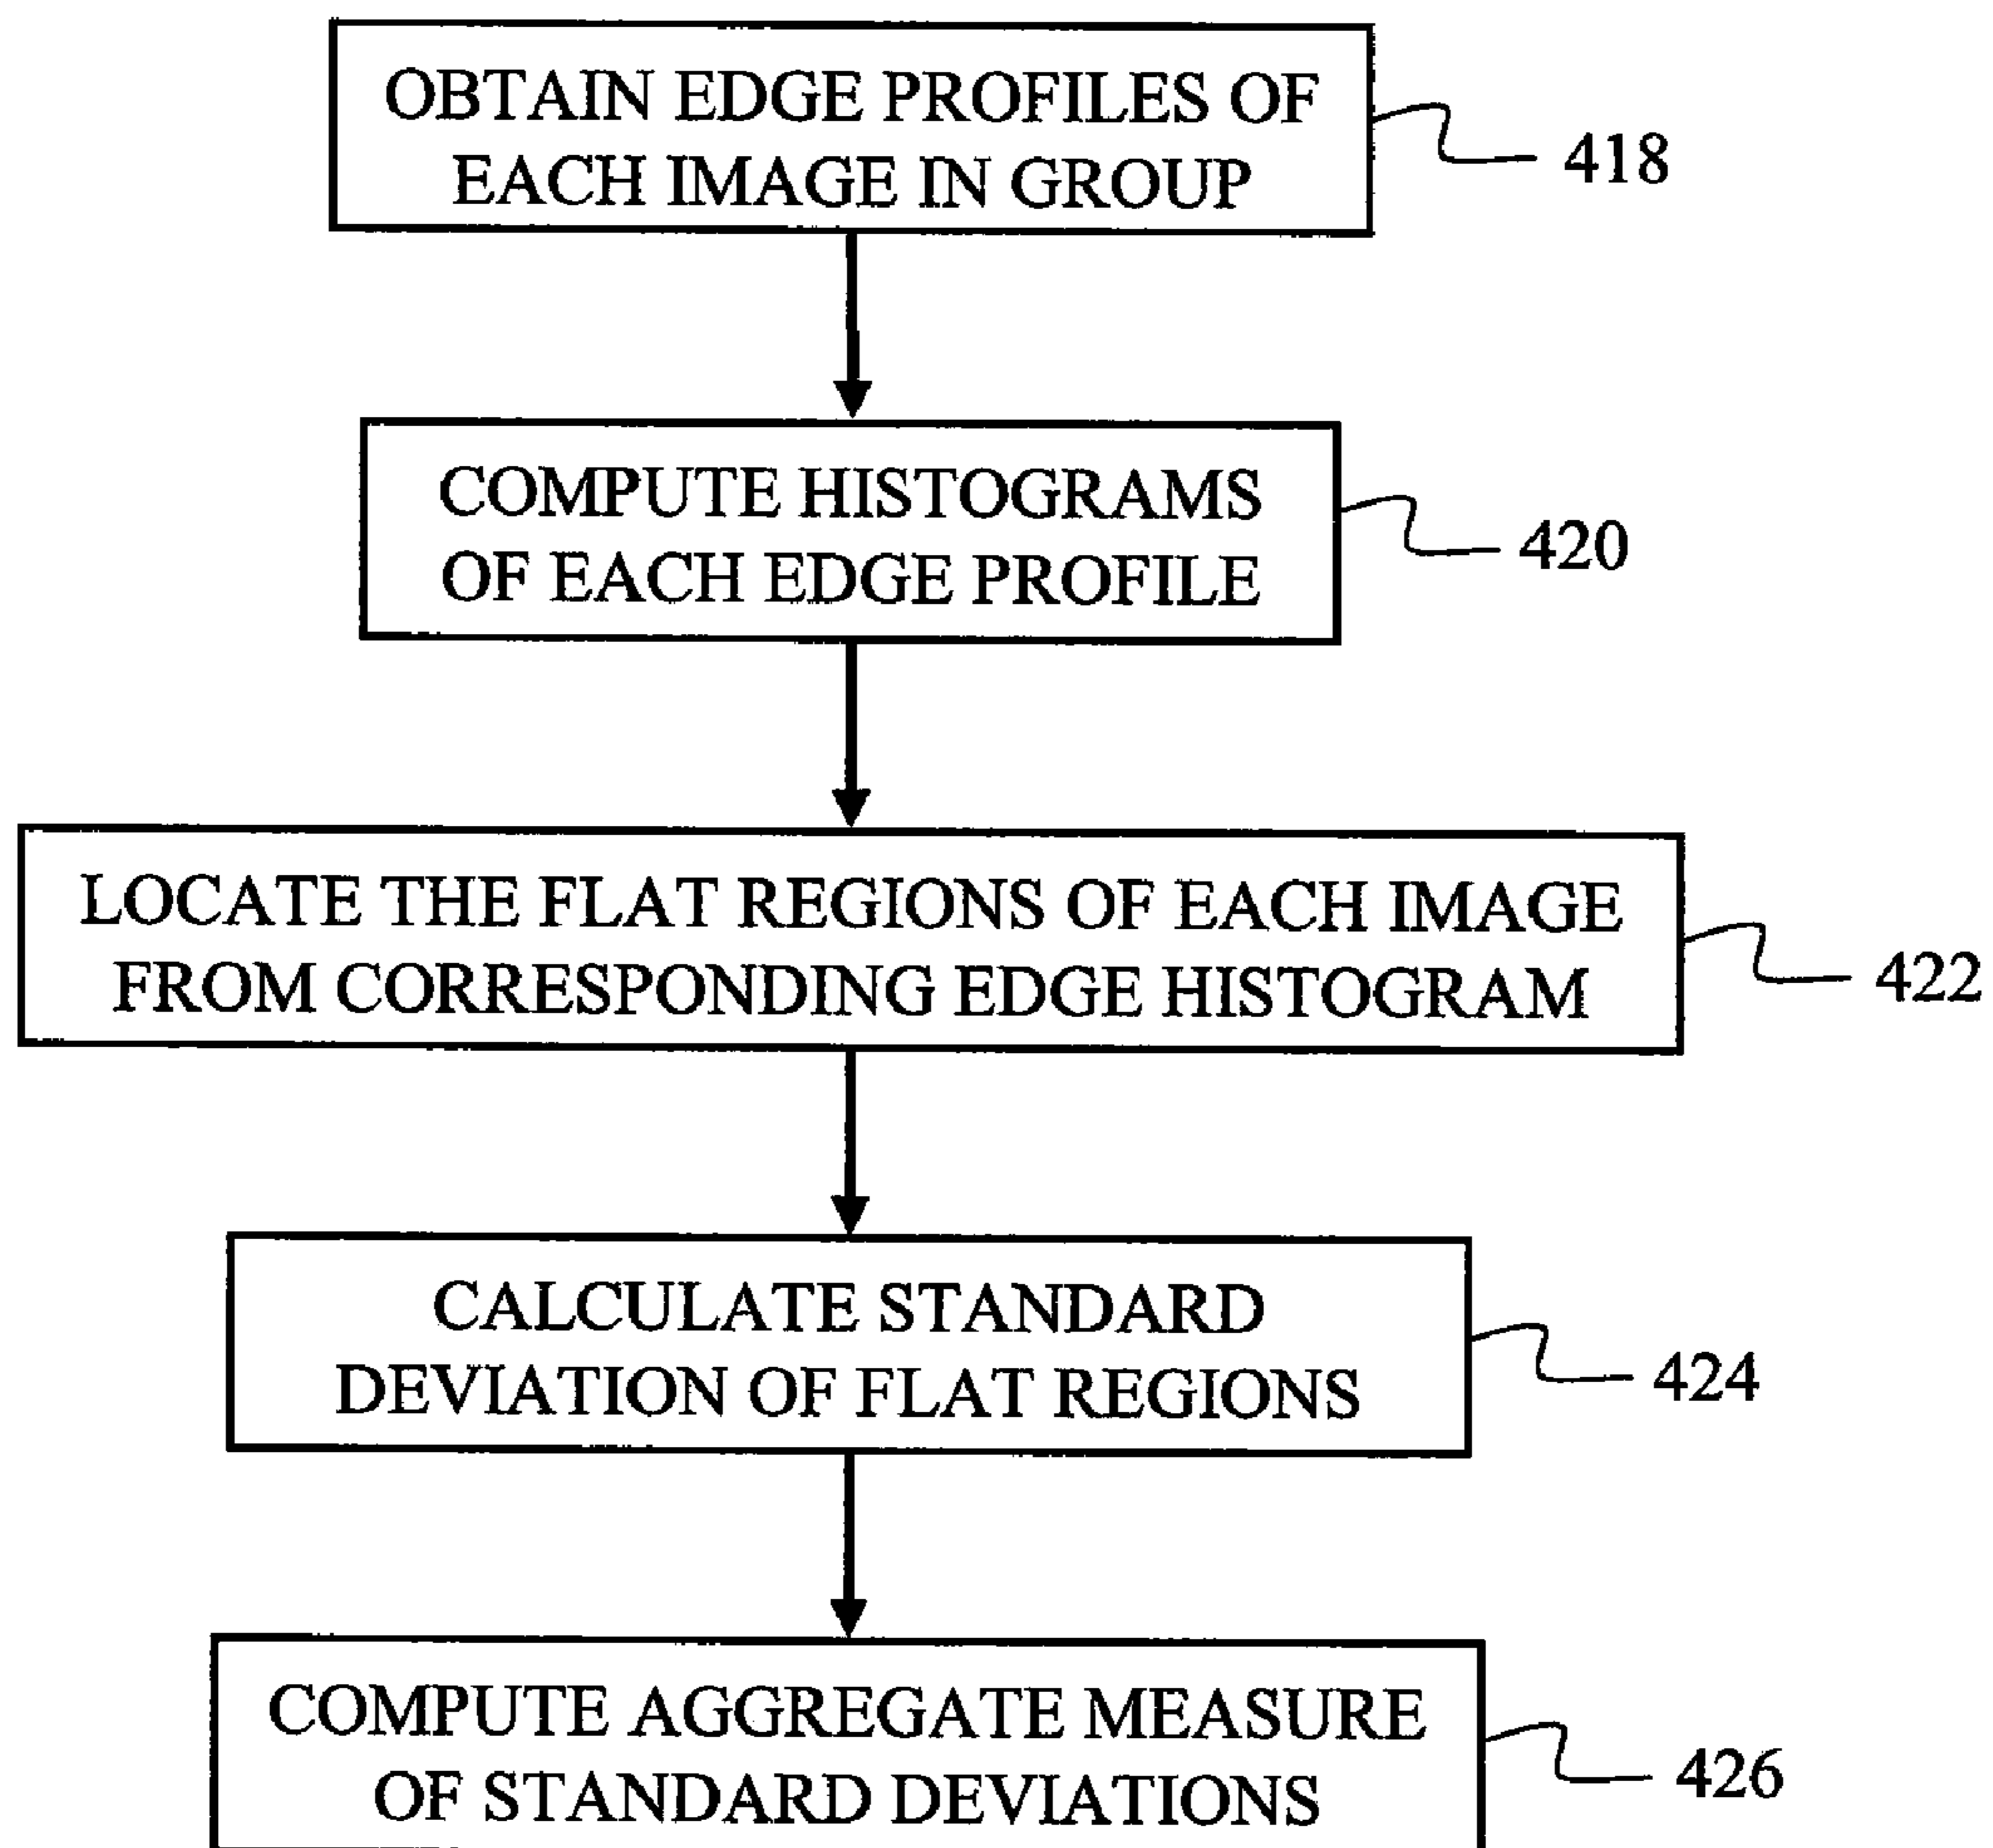 OBTAIN EDGE PROFILES OF
EACH IMAGE IN GROUP
418
COMPUTE HISTOGRAMS
OF EACH EDGE PROFILE
420
LOCATE THE FLAT REGIONS OF EACH IMAGE
FROM CORRESPONDING EDGE HISTOGRAM
422
CALCULATE STANDARD
DEVIATION OF FLAT REGIONS
424
COMPUTE AGGREGATE MEASURE
OF STANDARD DEVIATIONS
426